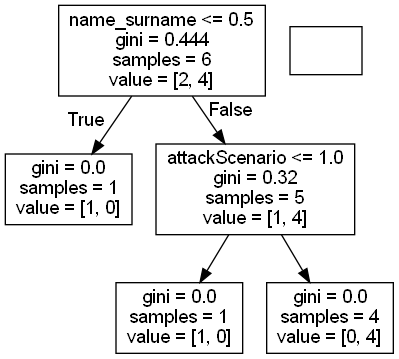 name_surname <= 0.5
gini = 0.444
samples = 6
value = [2, 4]
True
False
gini = 0.0
samples = 1
value = [1, 0]
attackScenario <= 1.0
gini = 0.32
samples = 5
value = [1, 4]
gini = 0.0
samples = 1
value = [1, 0]
gini = 0.0
samples = 4
value = [0, 4]